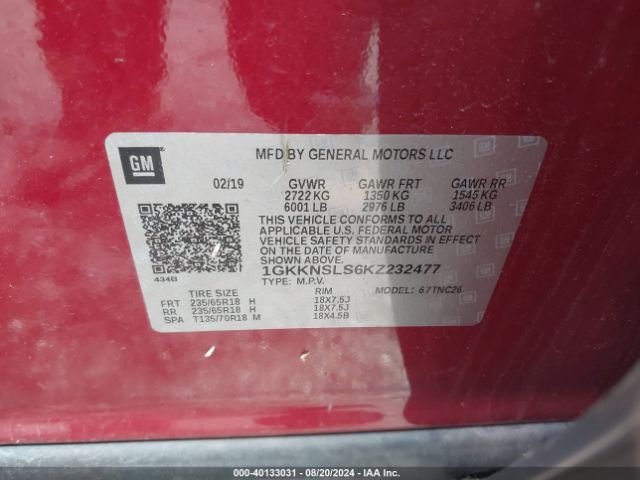 GM
MFD BY GENERAL MOTORS LLC
02/19 GVWR GAWR FRT GAWR RR
2722 KG 1350 KG 1545 KG
6001 LB 2976 LB 3406 LB
THIS VEHICLE CONFORMS TO ALL
APPLICABLE U.S. FEDERAL MOTOR
VEHICLE SAFETY STANDARDS IN EFFECT
ON THE DATE OF MANUFACTURE
SHOWN ABOVE.
434B 1GKKNSLS6KZ232477
TYPE: M.P.V. MODEL: 67TNC26
TIRE SIZE RIM
FRT 235/65R18 H 18X7.5J
RR 235/65R18 H 18X7.5J
SPA T135/70R18 M 18X4.5B
000-40133031 - 08/20/2024 - IAAI.COM